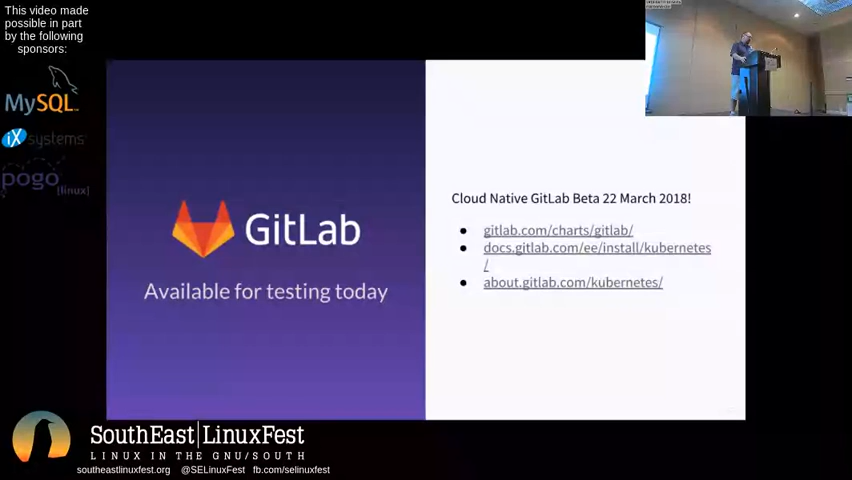 This video made
possible in part
by the following
sponsors:
MySQL
iXsystems
pogo
[linux]
GitLab
Available for testing today
Cloud Native GitLab Beta 22 March 2018!
● gitlab.com/charts/gitlab/
● docs.gitlab.com/ee/install/kubernetes
/
● about.gitlab.com/kubernetes/
SouthEast|LinuxFest
LINUX IN THE GNU/SOUTH
southeastlinuxfest.org @SELinuxFest fb.com/selinuxfest